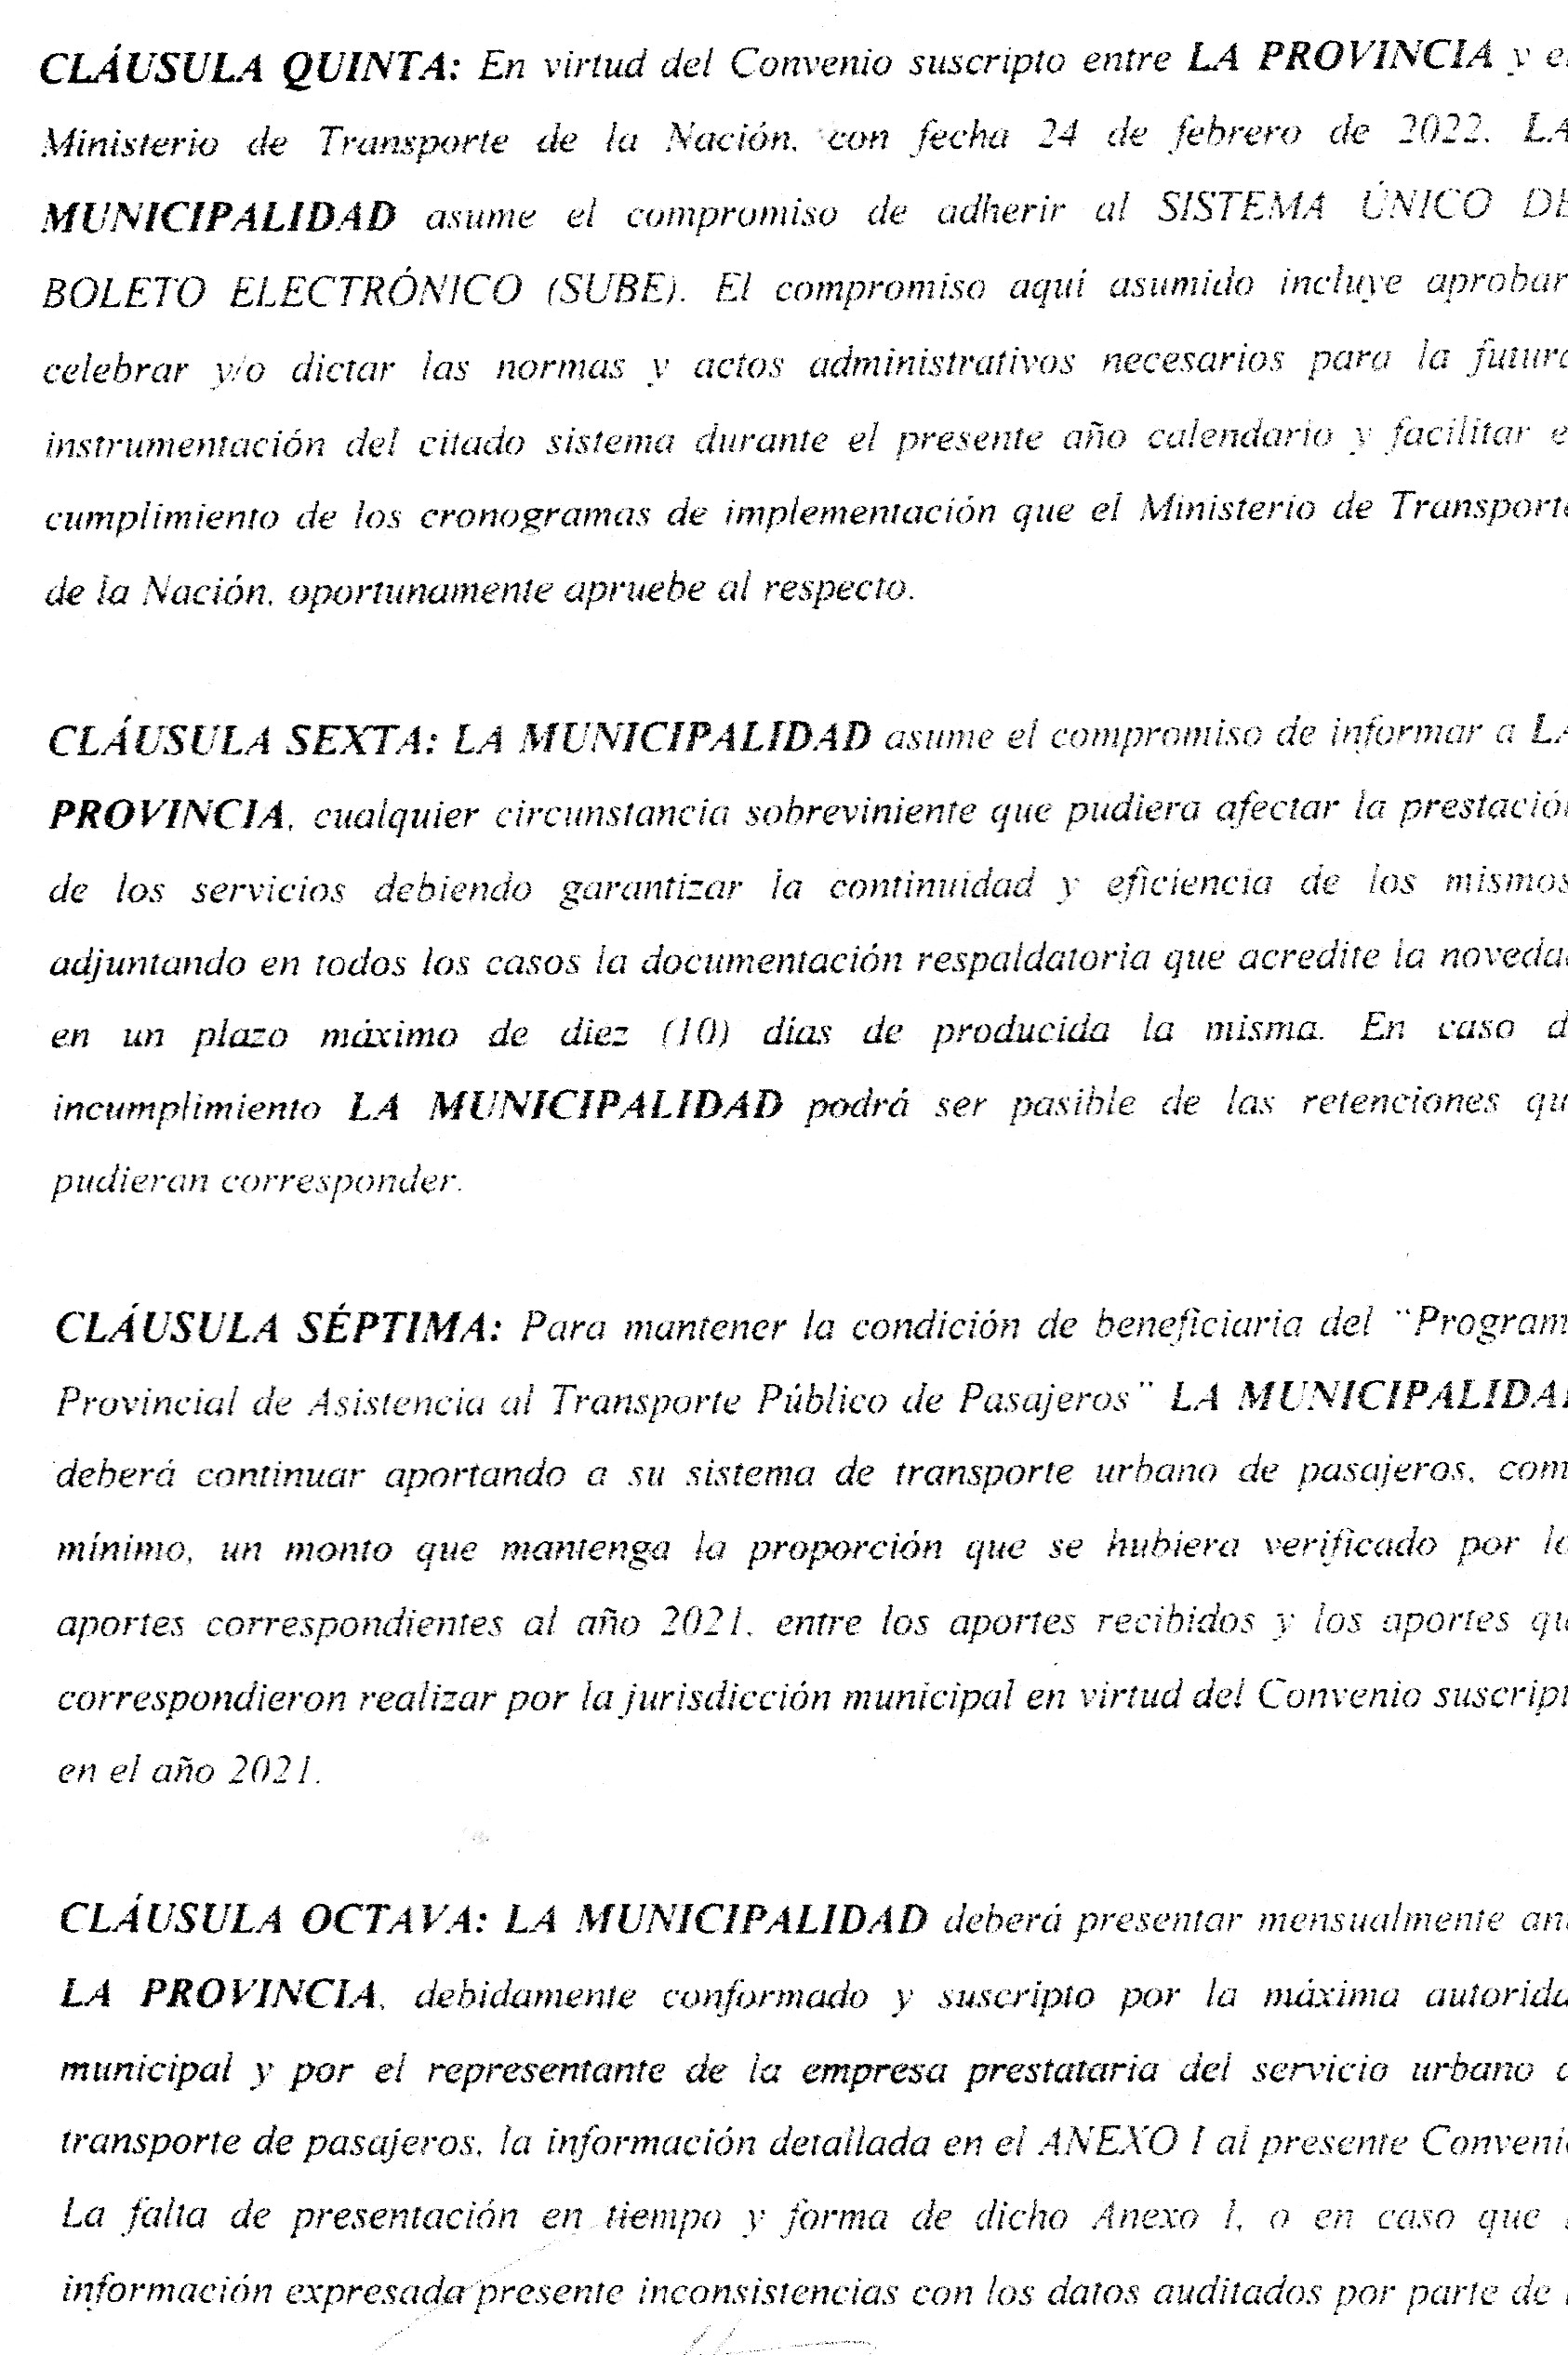 CLÁUSULA QUINTA: En virtud del Convenio suscripto entre LA PROVINCIA y el
Ministerio de Transporte de la Nación, con fecha 24 de febrero de 2022, LA
MUNICIPALIDAD asume el compromiso de adherir al SISTEMA ÚNICO DE
BOLETO ELECTRÓNICO (SUBE). El compromiso aquí asumido incluye aprobar,
celebrar y/o dictar las normas y actos administrativos necesarios para la futura
instrumentación del citado sistema durante el presente año calendario y facilitar e
cumplimiento de los cronogramas de implementación que el Ministerio de Transporte
de la Nación, oportunamente apruebe al respecto.
CLÁUSULA SEXTA: LA MUNICIPALIDAD asume el compromiso de informar a LA
PROVINCIA, cualquier circunstancia sobreviniente que pudiera afectar la prestación
de los servicios debiendo garantizar la continuidad y eficiencia de los mismos
adjuntando en todos los casos la documentación respaldatoria que acredite la noveda
en un plazo máximo de diez (10) días de producida la misma. En caso d
incumplimiento LA MUNICIPALIDAD podrá ser pasible de las retenciones qu
pudieran corresponder.
CLÁUSULA SÉPTIMA: Para mantener la condición de beneficiaria del "Program
Provincial de Asistencia al Transporte Público de Pasajeros" LA MUNICIPALIDAD
deberá continuar aportando a su sistema de transporte urbano de pasajeros, com
mínimo, un monto que mantenga la proporción que se hubiera verificado por lo
aportes correspondientes al año 2021, entre los aportes recibidos y los aportes qu
correspondieron realizar por la jurisdicción municipal en virtud del Convenio suscript
en el año 2021.
CLÁUSULA OCTAVA: LA MUNICIPALIDAD deberá presentar mensualmente an
LA PROVINCIA, debidamente conformado y suscripto por la máxima autorida
municipal y por el representante de la empresa prestataria del servicio urbano d
transporte de pasajeros, la información detallada en el ANEXO I al presente Convenio
La falta de presentación en tiempo y forma de dicho Anexo I, o en caso que
información expresada presente inconsistencias con los datos auditados por parte de